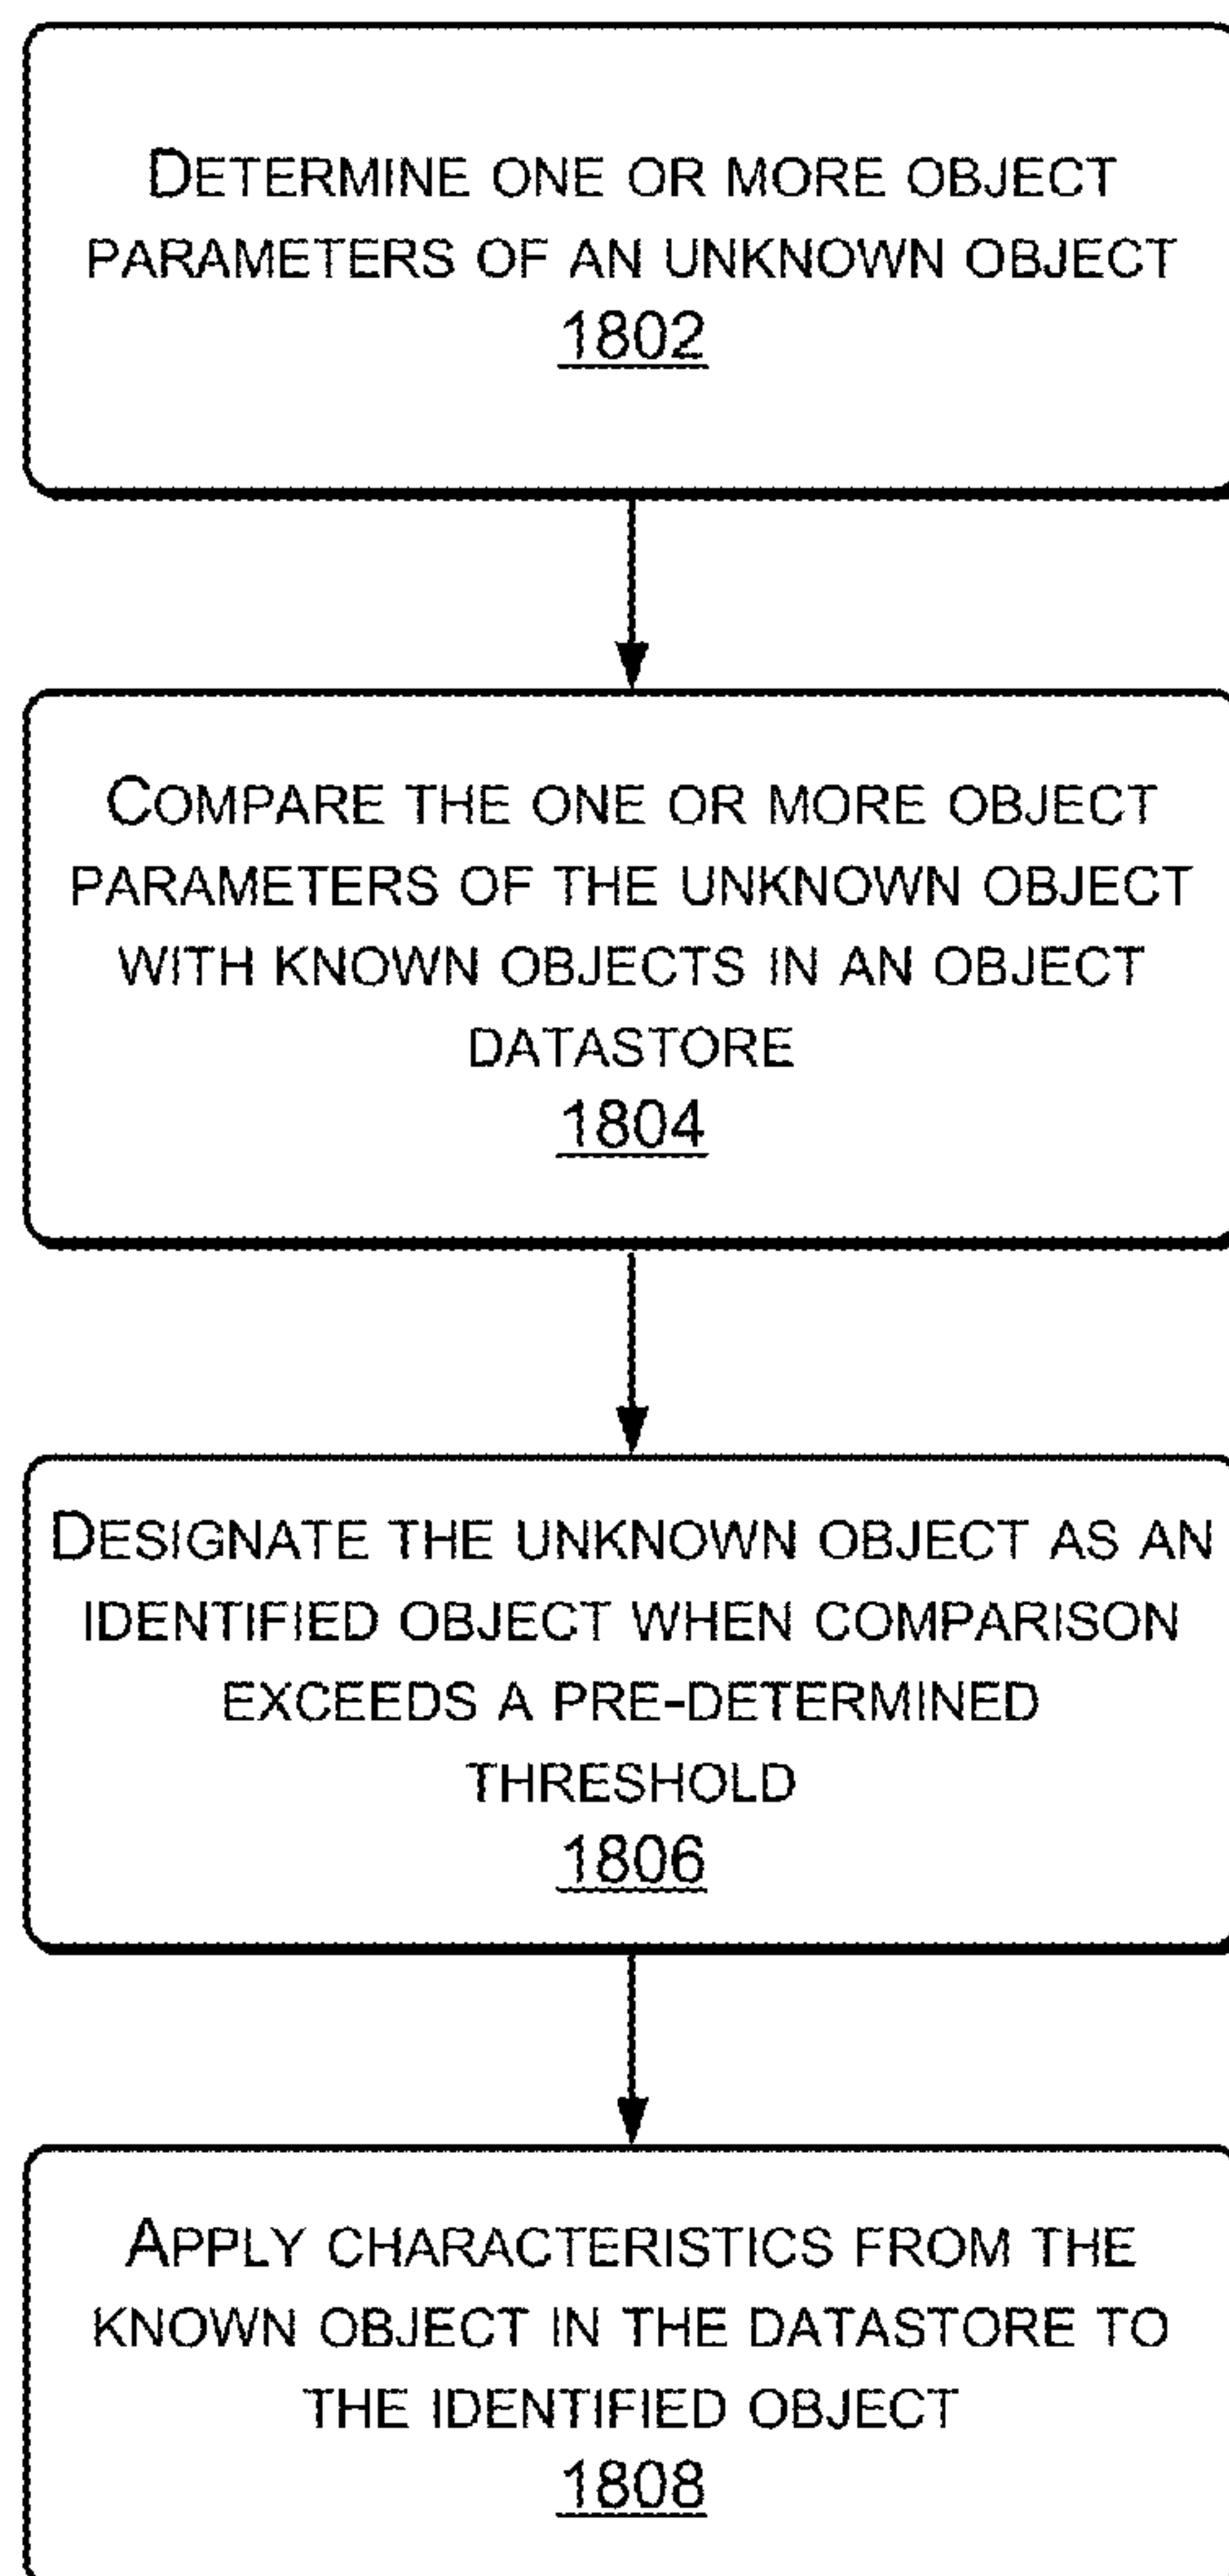 DETERMINE ONE OR MORE OBJECT
PARAMETERS OF AN UNKNOWN OBJECT
1802
COMPARE THE ONE OR MORE OBJECT
PARAMETERS OF THE UNKNOWN OBJECT
WITH KNOWN OBJECTS IN AN OBJECT
DATASTORE
1804
DESIGNATE THE UNKNOWN OBJECT AS AN
IDENTIFIED OBJECT WHEN COMPARISON
EXCEEDS A PRE-DETERMINED
THRESHOLD
1806
APPLY CHARACTERISTICS FROM THE
KNOWN OBJECT IN THE DATASTORE TO
THE IDENTIFIED OBJECT
1808